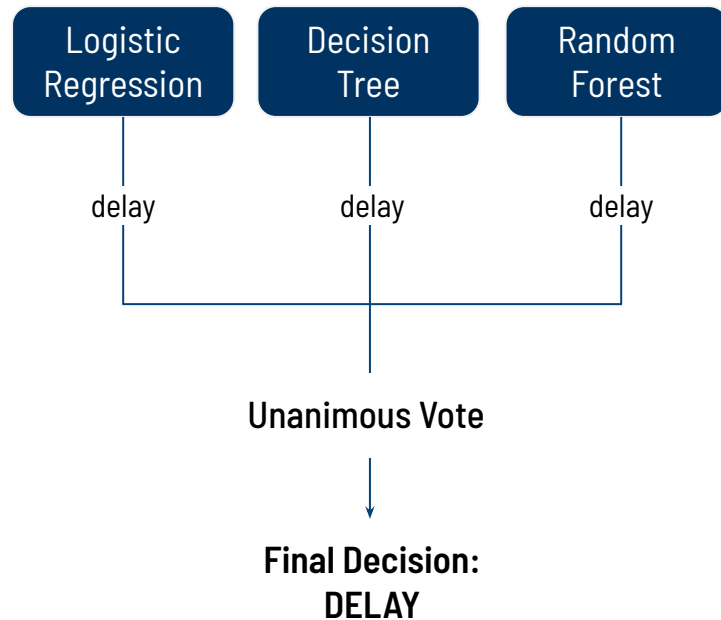 Logistic
Regression
Decision
Tree
Random
Forest
delay
delay
delay
Unanimous Vote
Final Decision:
DELAY